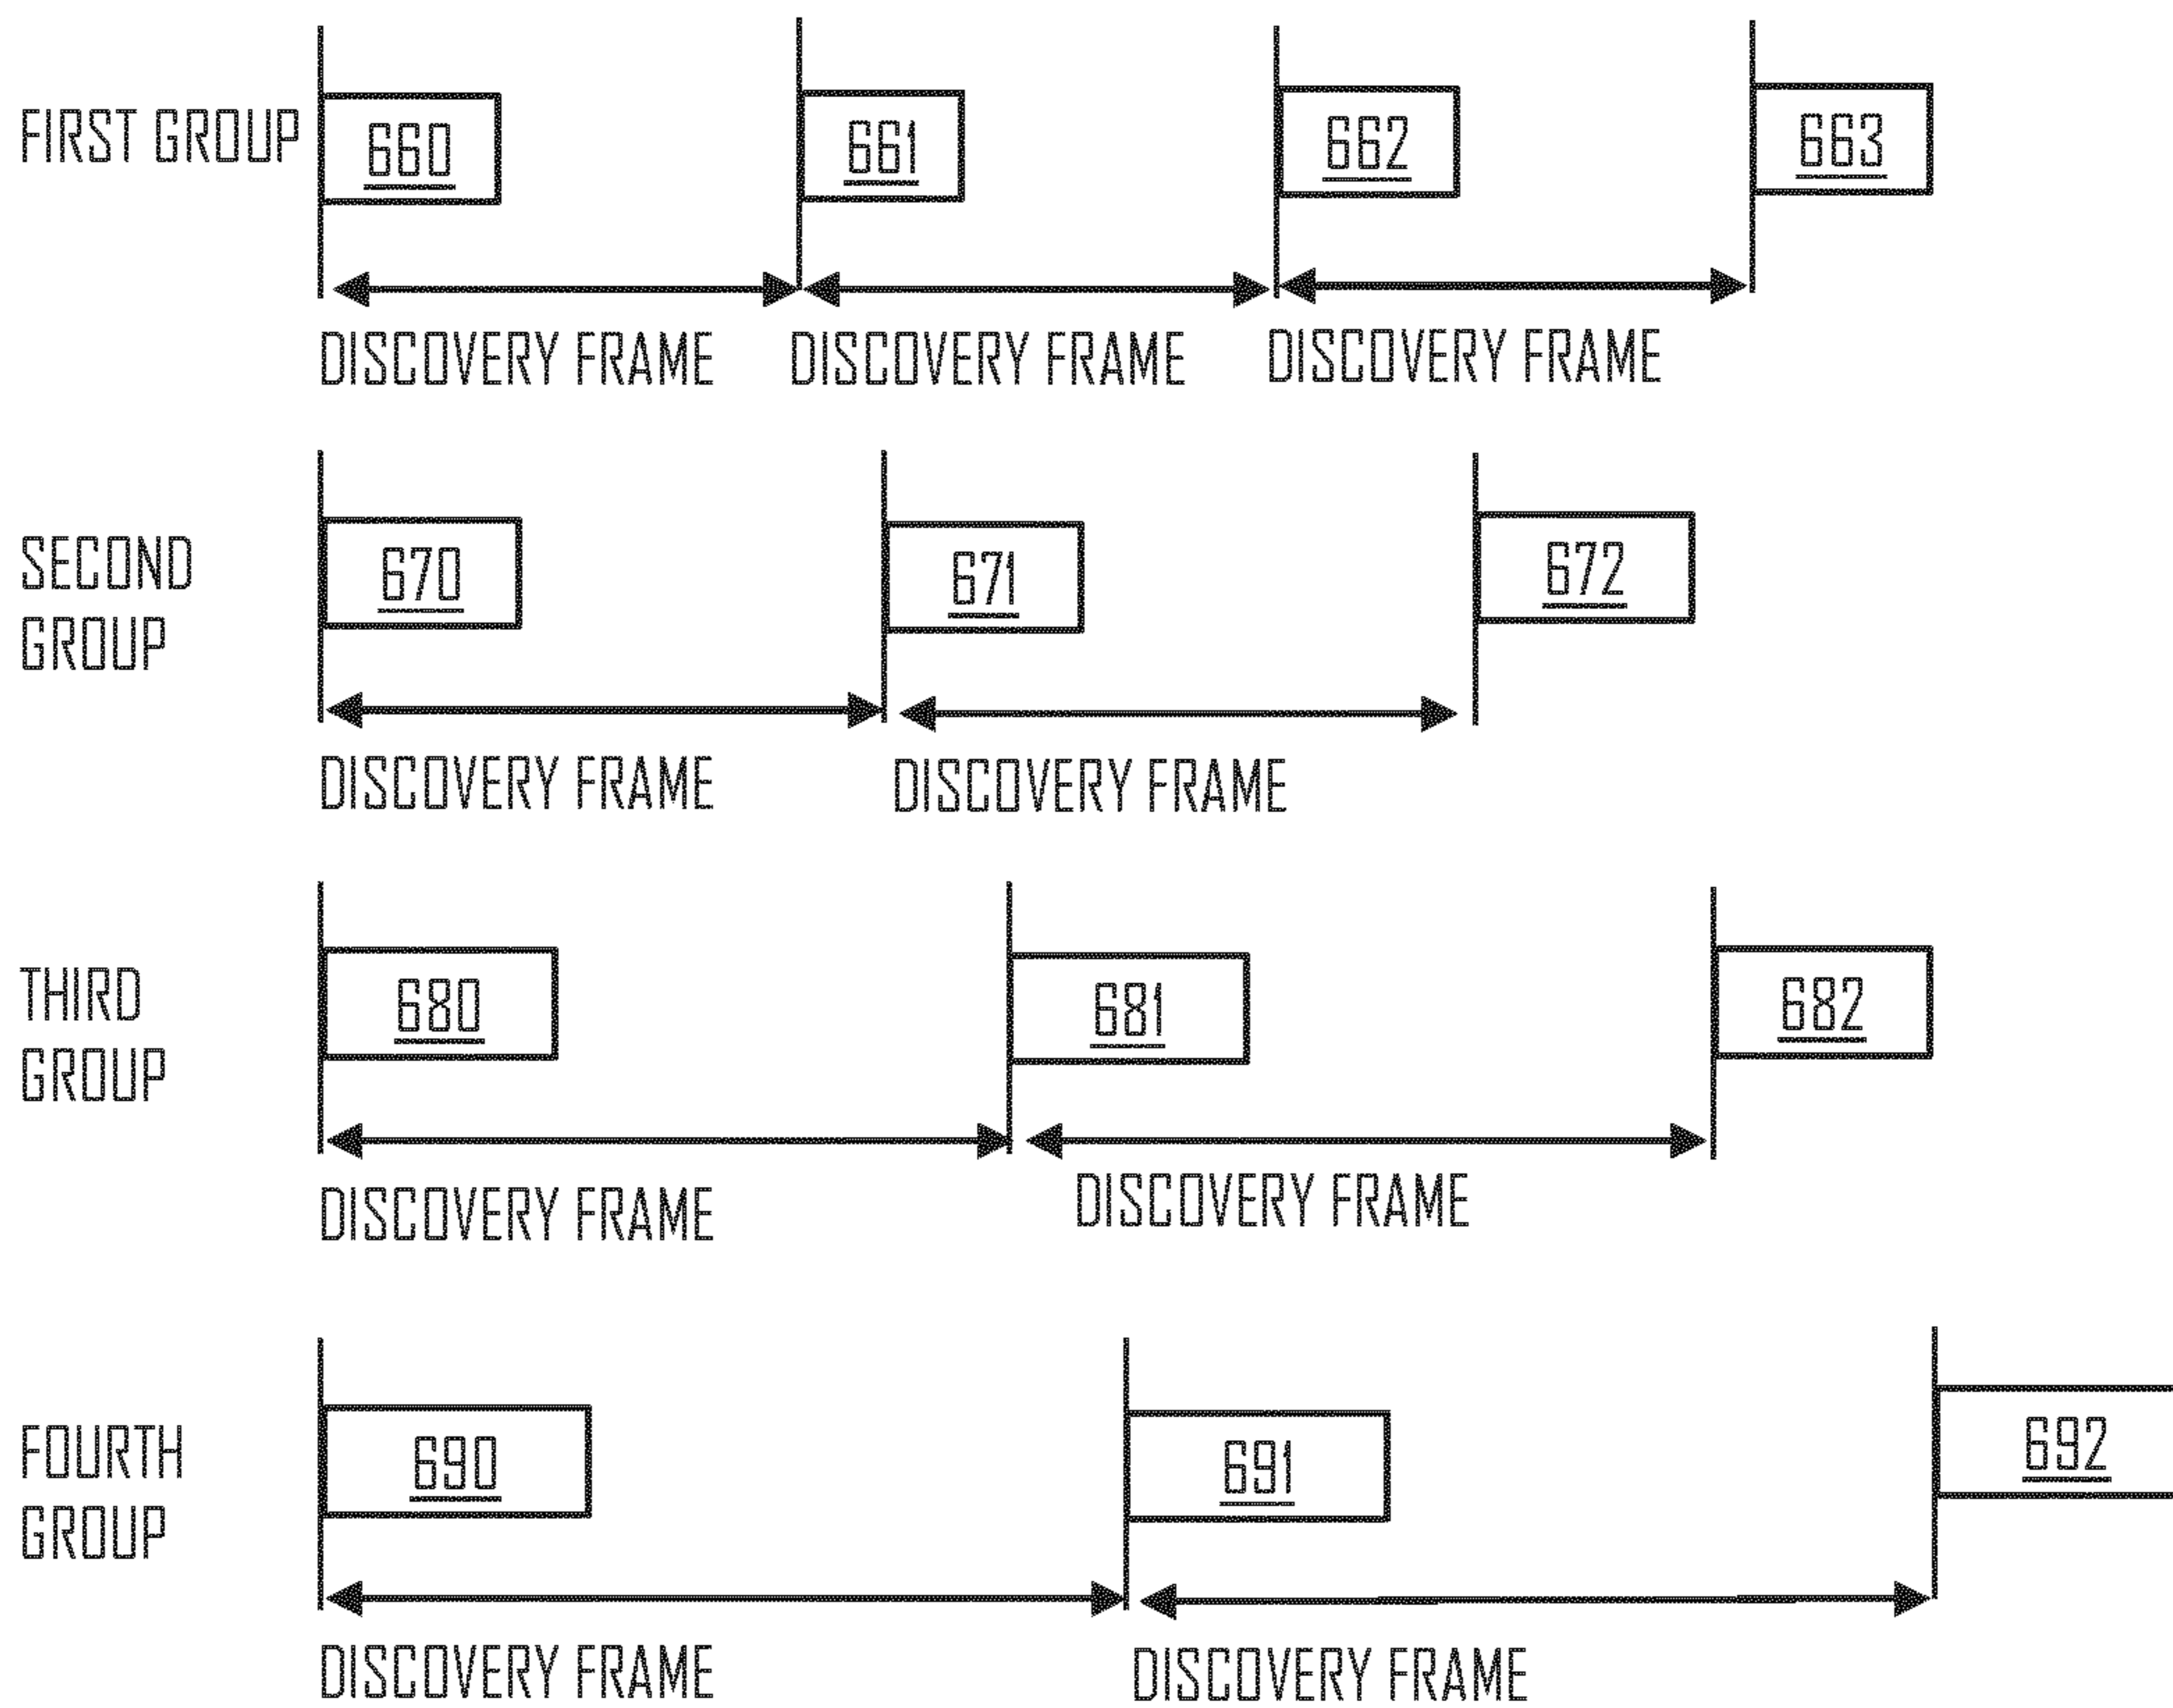 FIRST GROUP
660
661
662
663
DISCOVERY FRAME
DISCOVERY FRAME
DISCOVERY FRAME
SECOND
GROUP
670
671
672
DISCOVERY FRAME
DISCOVERY FRAME
THIRD
GROUP
680
681
682
DISCOVERY FRAME
DISCOVERY FRAME
FOURTH
GROUP
690
691
692
DISCOVERY FRAME
DISCOVERY FRAME